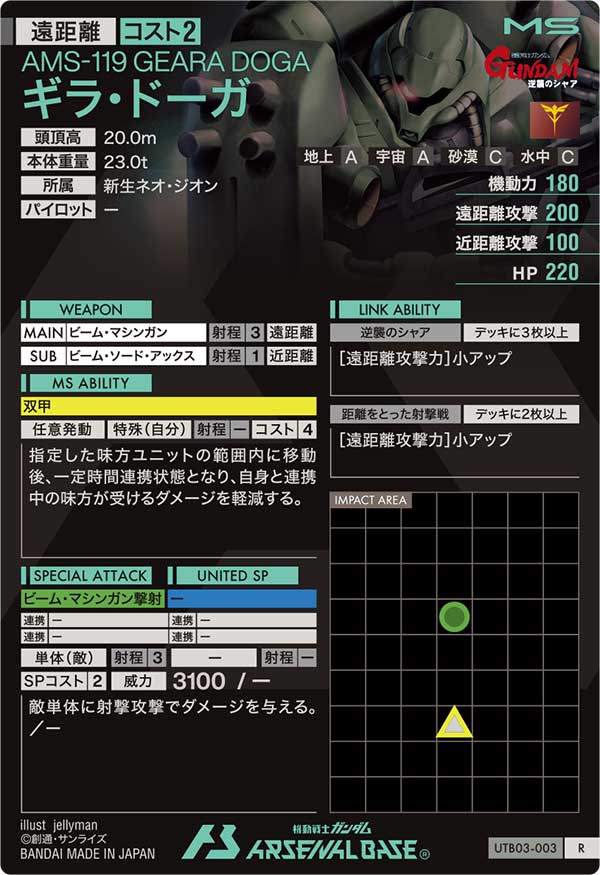 遠距離 コスト2
MS
AMS-119 GEARA DOGA
ギラ・ドーガ
機動戦士ガンダム
GUNDAM
逆襲のシャア
頭頂高 20.0m
本体重量 23.0t
所属 新生ネオ・ジオン
パイロット ー
地上 A 宇宙 A 砂漠 C 水中 C
機動力 180
遠距離攻撃 200
近距離攻撃 100
HP 220
WEAPON
MAIN ビーム・マシンガン 射程 3 遠距離
SUB ビーム・ソード・アックス 射程 1 近距離
MS ABILITY
双甲
任意発動 特殊(自分) 射程 ー コスト 4
指定した味方ユニットの範囲内に移動
後、一定時間連携状態となり、自身と連携
中の味方が受けるダメージを軽減する。
LINK ABILITY
逆襲のシャア デッキに3枚以上
[遠距離攻撃力]小アップ
距離をとった射撃戦 デッキに2枚以上
[遠距離攻撃力]小アップ
IMPACT AREA
SPECIAL ATTACK UNITED SP
ビーム・マシンガン撃射 ー
連携 ー 連携 ー
連携 ー 連携 ー
単体(敵) 射程 3 ー 射程 ー
SPコスト 2 威力 3100 / ー
敵単体に射撃攻撃でダメージを与える。
/ー
illust jellyman
©創通・サンライズ
BANDAI MADE IN JAPAN
機動戦士ガンダム
AB ARSENAL BASE®
UTB03-003 R